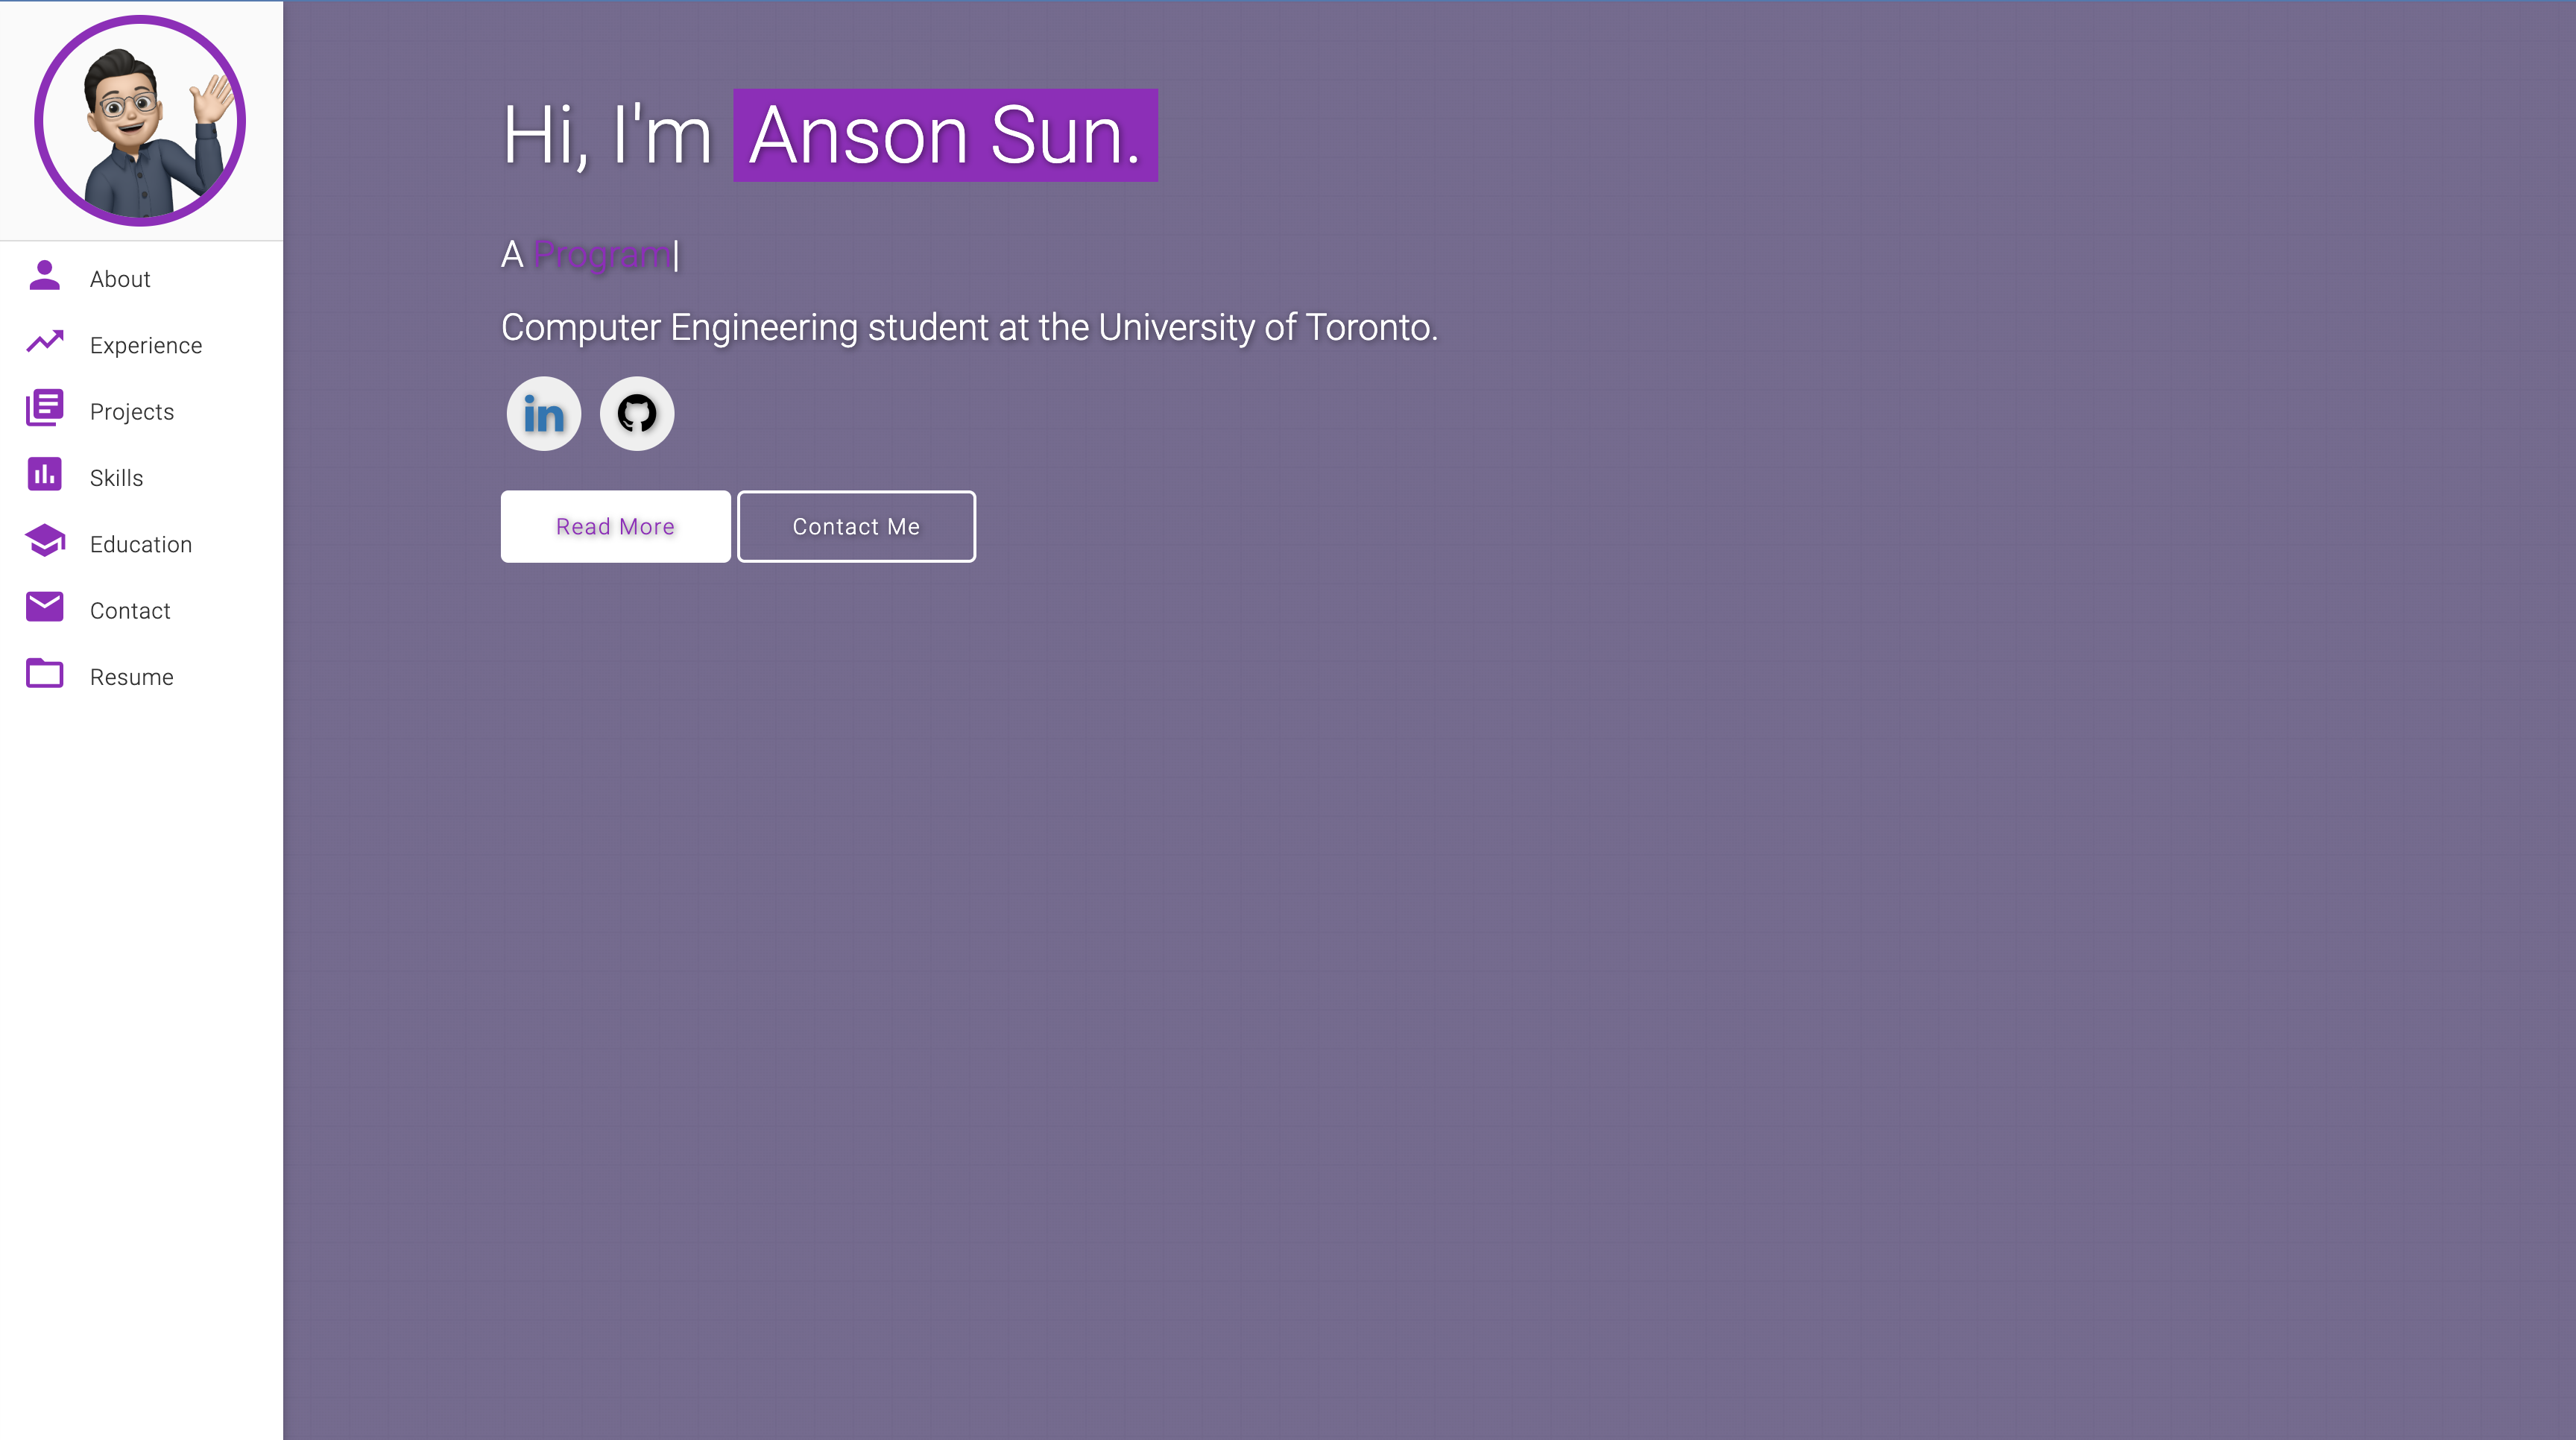 About
Experience
Projects
Skills
Education
Contact
Resume
Hi, I'm Anson Sun.
A Program|
Computer Engineering student at the University of Toronto.
in
Read More
Contact Me